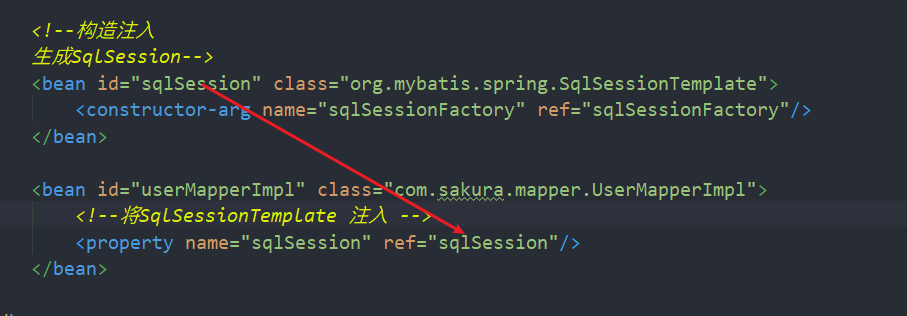 <!--构造注入
生成SqlSession-->
<bean id="sqlSession" class="org.mybatis.spring.SqlSessionTemplate">
<constructor-arg name="sqlSessionFactory" ref="sqlSessionFactory"/>
</bean>
<bean id="userMapperImpl" class="com.sakura.mapper.UserMapperImpl">
<!--将SqlSessionTemplate 注入 -->
<property name="sqlSession" ref="sqlSession"/>
</bean>